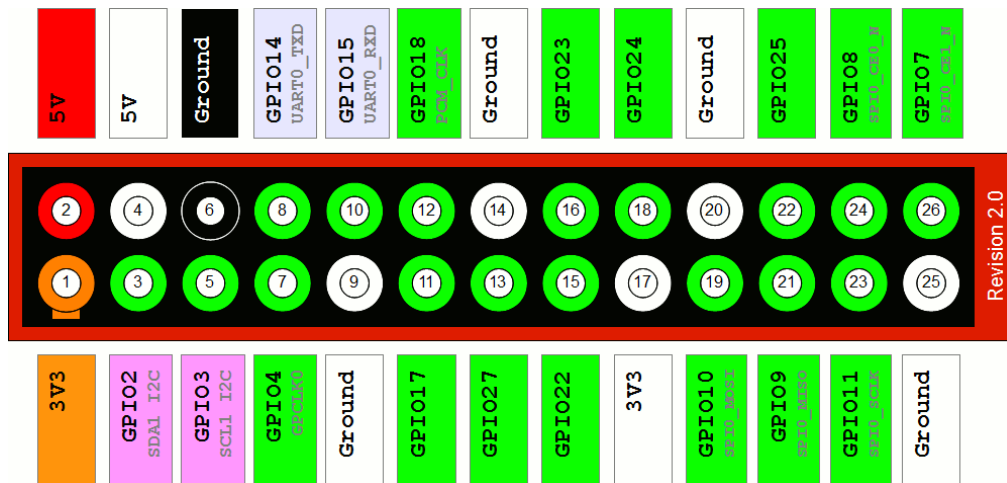 5V
5V
Ground
GPIO14
UART0_TXD
GPIO15
UART0_RXD
GPIO18
PCM_CLK
Ground
GPIO23
GPIO24
Ground
GPIO25
GPIO8
SPI0_CE0_N
GPIO7
SPI0_CE1_N
2 4 6 8 10 12 14 16 18 20 22 24 26
1 3 5 7 9 11 13 15 17 19 21 23 25
Revision 2.0
3V3
GPIO2
SDA1 I2C
GPIO3
SCL1 I2C
GPIO4
GPCLK0
Ground
GPIO17
GPIO27
GPIO22
3V3
GPIO10
SPI0_MOSI
GPIO9
SPI0_MISO
GPIO11
SPI0_SCLK
Ground